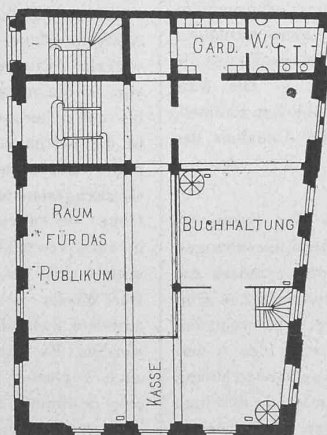 GARD.
W.C
RAUM
FÜR DAS
PUBLIKUM
BUCHHALTUNG
KASSE